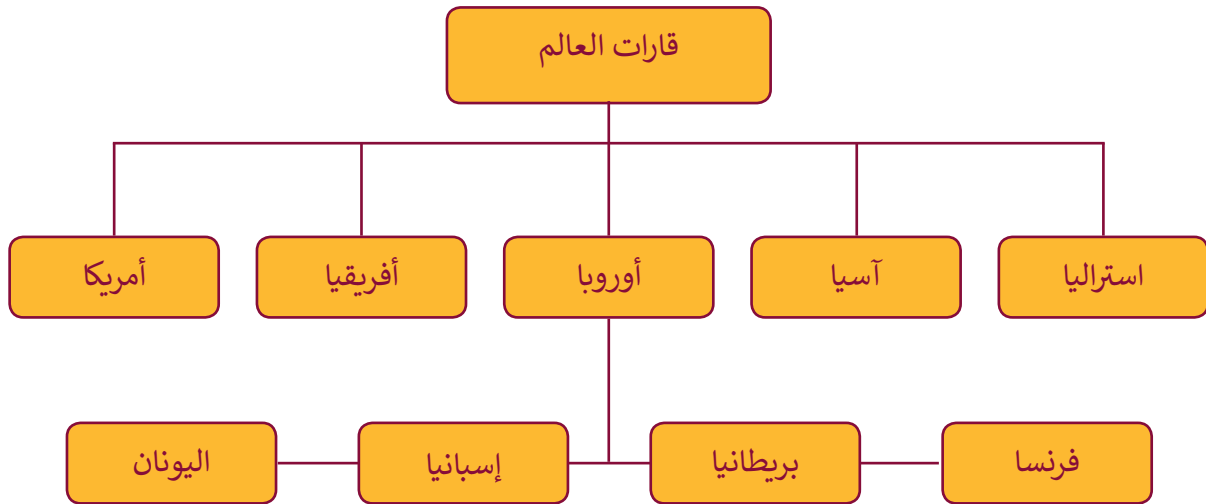 قارات العالم
استراليا
آسيا
أوروبا
أفريقيا
أمريكا
فرنسا
بريطانيا
إسبانيا
اليونان